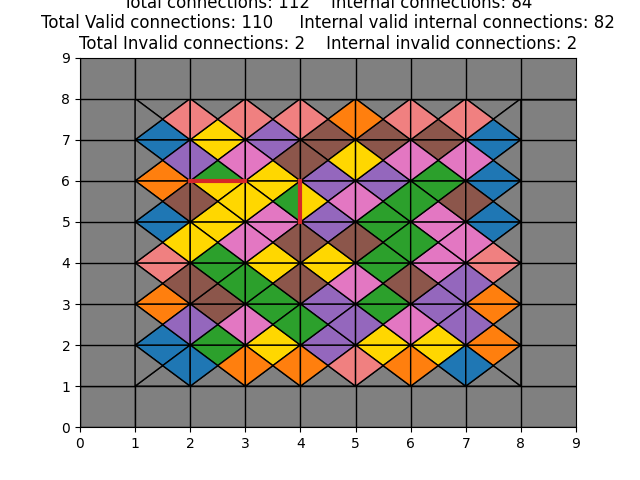 Total connections: 112    Internal connections: 84
Total Valid connections: 110    Internal valid internal connections: 82
Total Invalid connections: 2    Internal invalid connections: 2
9
8
7
6
5
4
3
2
1
0
0 1 2 3 4 5 6 7 8 9